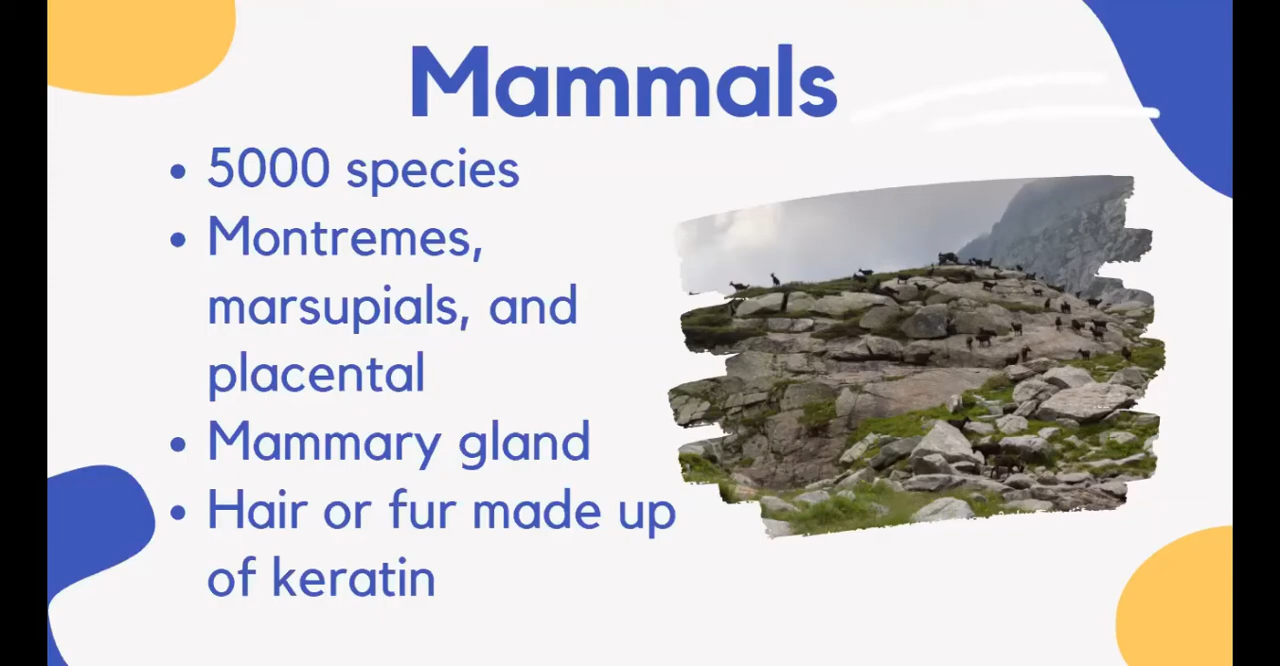 Mammals
• 5000 species
• Montremes,
marsupials, and
placental
• Mammary gland
• Hair or fur made up
of keratin